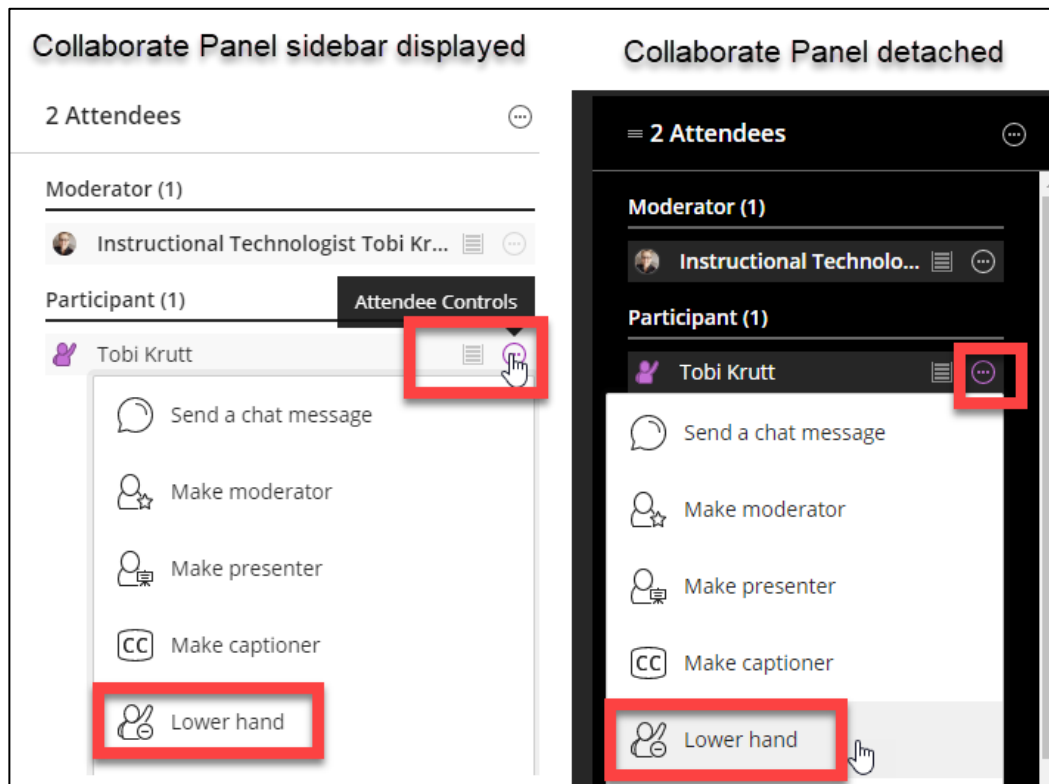 Collaborate Panel sidebar displayed
2 Attendees
Moderator (1)
Instructional Technologist Tobi Kr...
Participant (1)
Attendee Controls
Tobi Krutt
Send a chat message
Make moderator
Make presenter
CC Make captioner
Lower hand
Collaborate Panel detached
2 Attendees
Moderator (1)
Instructional Technolo...
Participant (1)
Tobi Krutt
Send a chat message
Make moderator
Make presenter
CC Make captioner
Lower hand